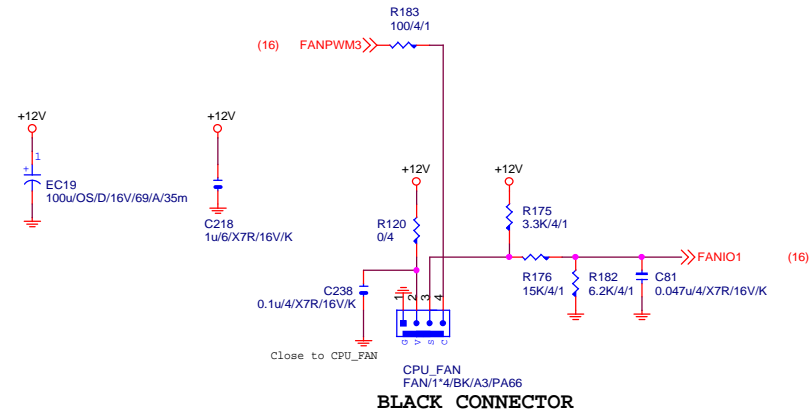 R183
100/4/1
(16) FANPWM3
+12V
+12V
1
+
EC19
100u/OS/D/16V/69/A/35m
C218
1u/6/X7R/16V/K
+12V
+12V
R120
0/4
R175
3.3K/4/1
FANIO1 (16)
R176
15K/4/1
R182
6.2K/4/1
C81
0.047u/4/X7R/16V/K
C238
0.1u/4/X7R/16V/K
1 2 3 4
G V S C
Close to CPU_FAN
CPU_FAN
FAN/1*4/BK/A3/PA66
BLACK CONNECTOR